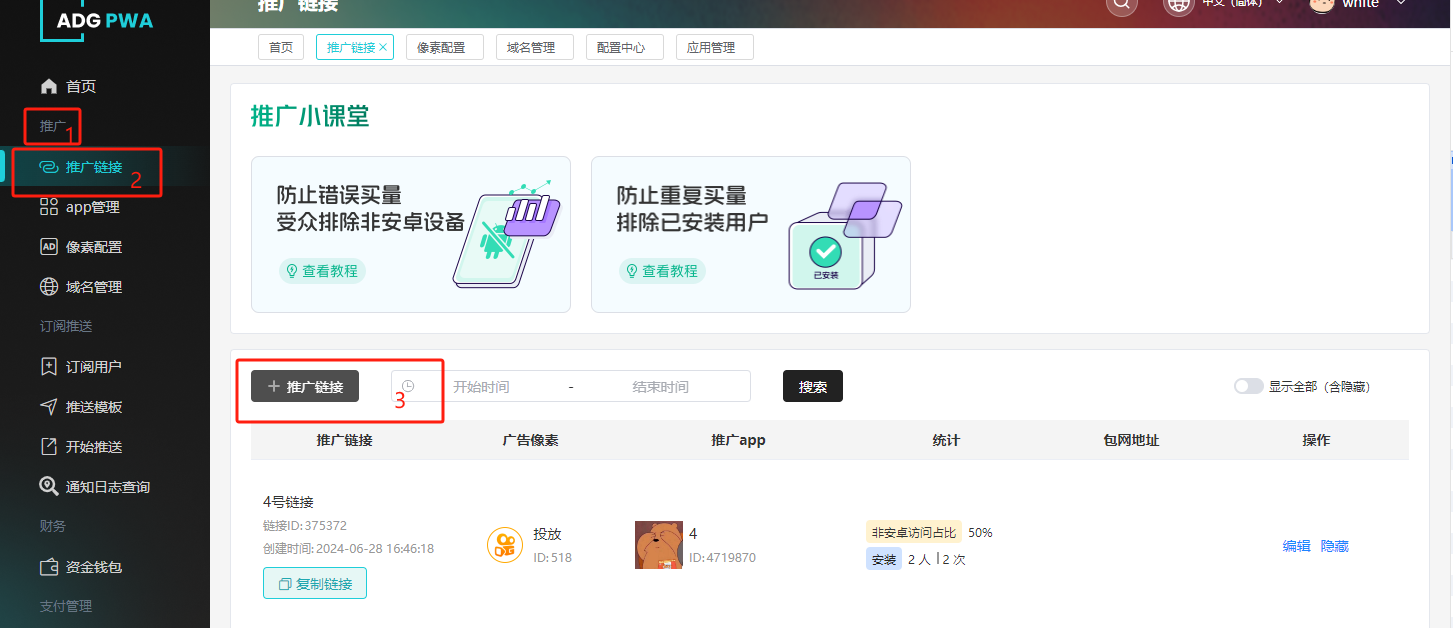 ADG PWA
推广链接
中文 (简体)
white
首页
推广链接 ×
像素配置
域名管理
配置中心
应用管理
首页
推广
1
推广链接
2
app管理
像素配置
域名管理
订阅推送
订阅用户
推送模板
开始推送
通知日志查询
财务
资金钱包
支付管理
推广小课堂
防止错误买量
受众排除非安卓设备
查看教程
防止重复买量
排除已安装用户
查看教程
已安装
+ 推广链接
3
开始时间 - 结束时间
搜索
显示全部（含隐藏）
推广链接 广告像素 推广app 统计 包网地址 操作
4号链接
链接ID: 375372
创建时间: 2024-06-28 16:46:18
复制链接
投放
ID: 518
4
ID: 4719870
非安卓访问占比 50%
安装 2 人 | 2 次
编辑 隐藏
AD